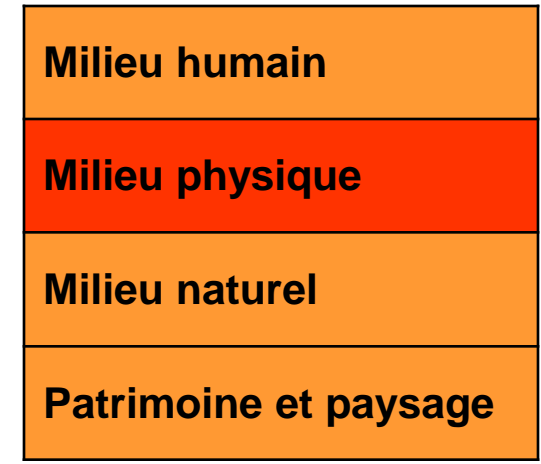 Milieu humain
Milieu physique
Milieu naturel
Patrimoine et paysage